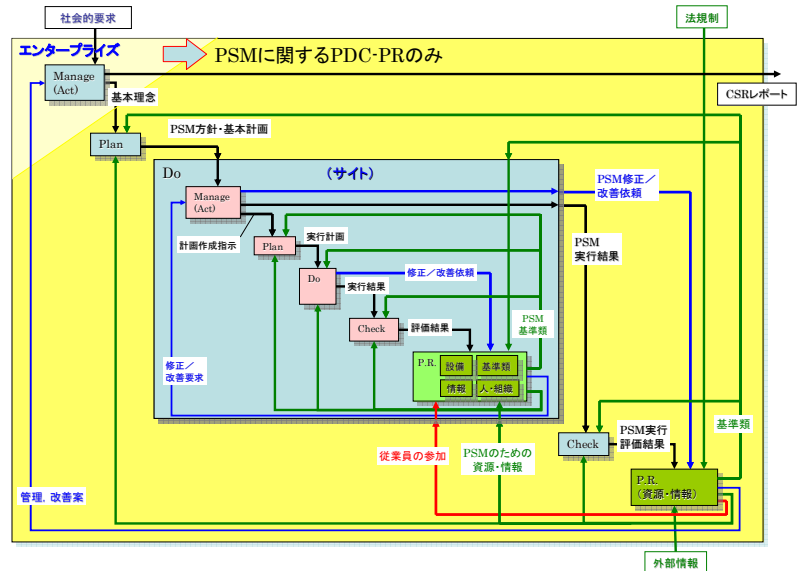 社会的要求
法規制
エンタープライズ
PSMに関するPDC-PRのみ
Manage
(Act)
CSRレポート
基本理念
PSM方針・基本計画
Plan
Do
(サイト)
Manage
(Act)
PSM修正／
改善依頼
計画作成指示
実行計画
Plan
PSM
実行結果
Do
修正／改善依頼
実行結果
Check
評価結果
PSM
基準類
P.R.
設備
基準類
情報
人・組織
修正／
改善要求
基準類
PSM実行
評価結果
Check
従業員の参加
PSMのための
資源・情報
P.R.
(資源・情報)
管理，改善案
外部情報